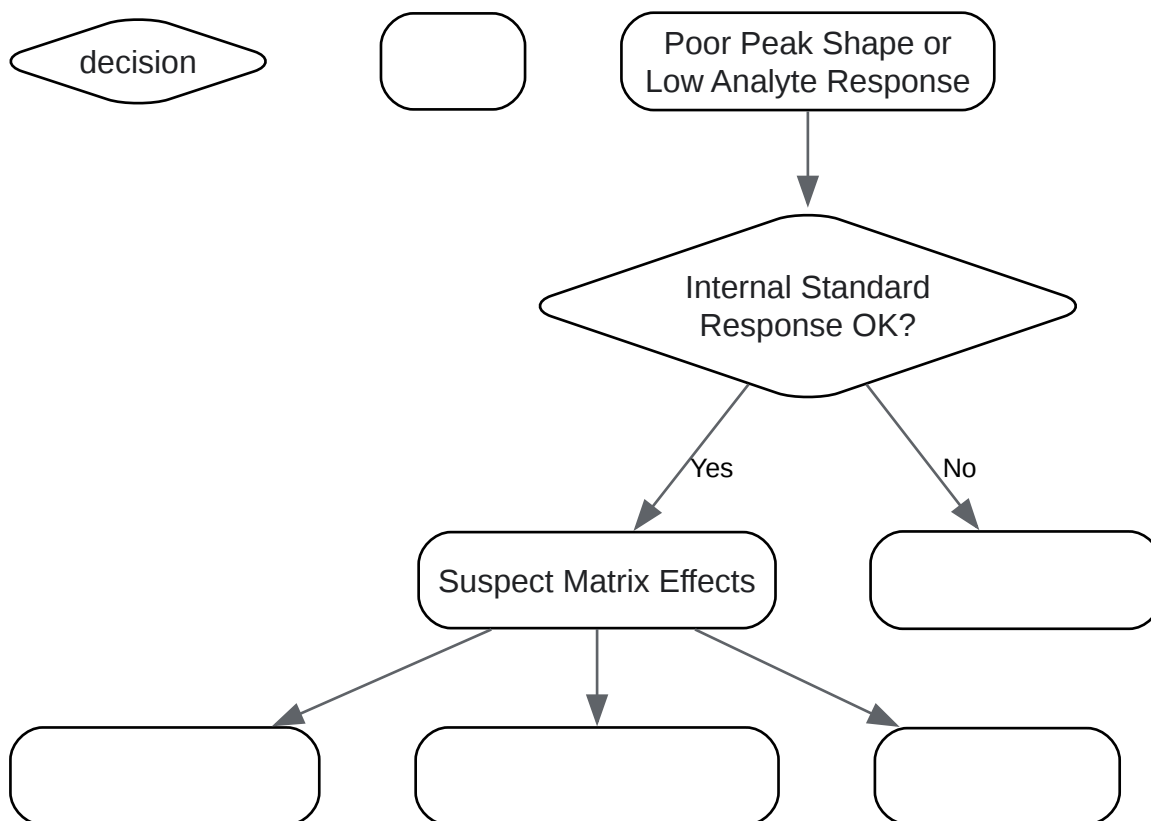 decision
Poor Peak Shape or
Low Analyte Response
Internal Standard
Response OK?
Yes
No
Suspect Matrix Effects